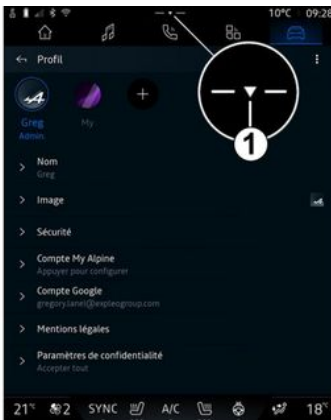 10°C 09:28
Profil
Greg
Admin.
My
+
1
Nom
Greg
Image
Sécurité
Compte My Alpine
Appuyer pour configurer
Compte Google
gregory.lanel@expleogroup.com
Mentions légales
Paramètres de confidentialité
Accepter tout
21° 2 SYNC A/C 18°